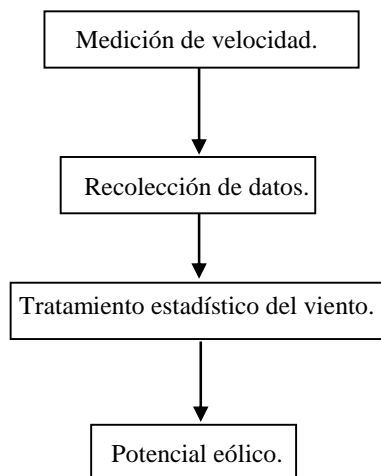 Medición de velocidad.
Recolección de datos.
Tratamiento estadístico del viento.
Potencial eólico.